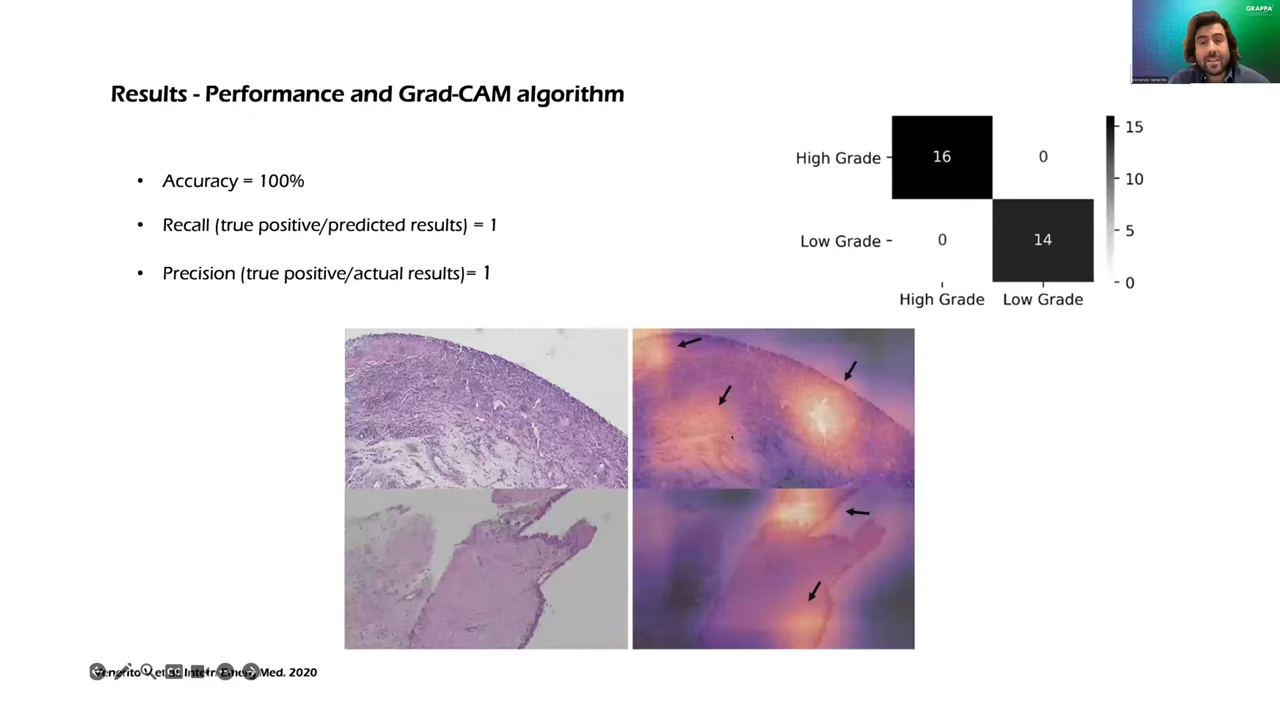 GRAPPA
Results - Performance and Grad-CAM algorithm
• Accuracy = 100%
• Recall (true positive/predicted results) = 1
• Precision (true positive/actual results)= 1
High Grade
16
0
15
10
Low Grade
0
14
5
0
High Grade
Low Grade
Med. 2020